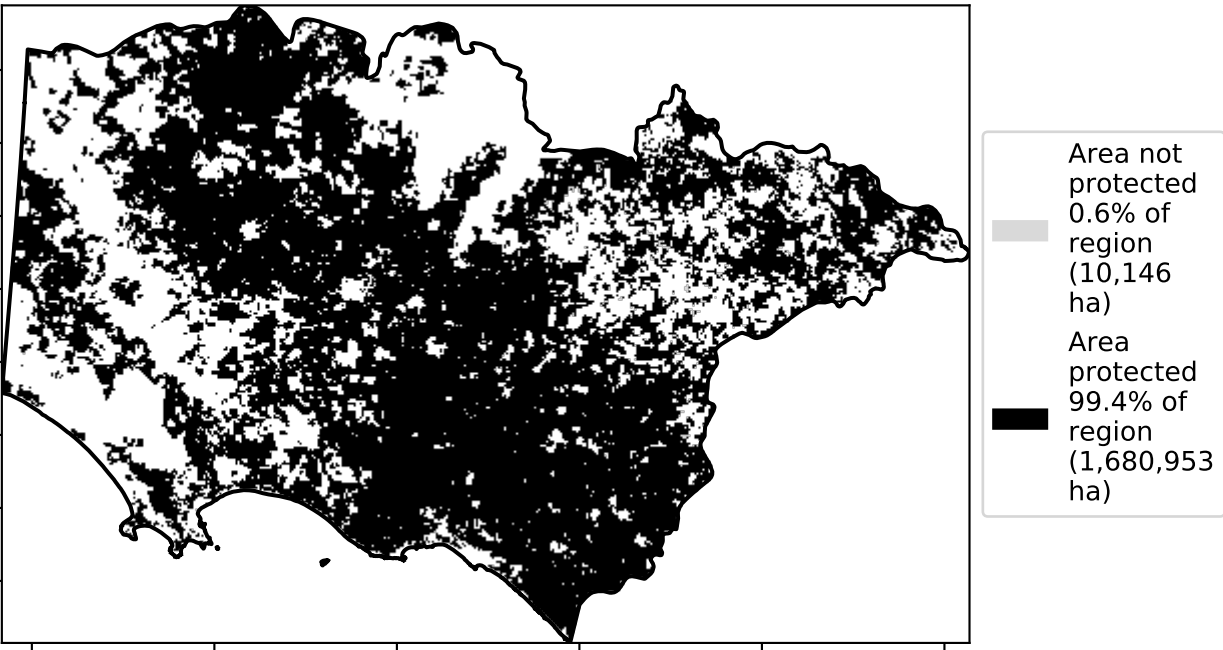 Area not
protected
0.6% of
region
(10,146
ha)
Area
protected
99.4% of
region
(1,680,953
ha)